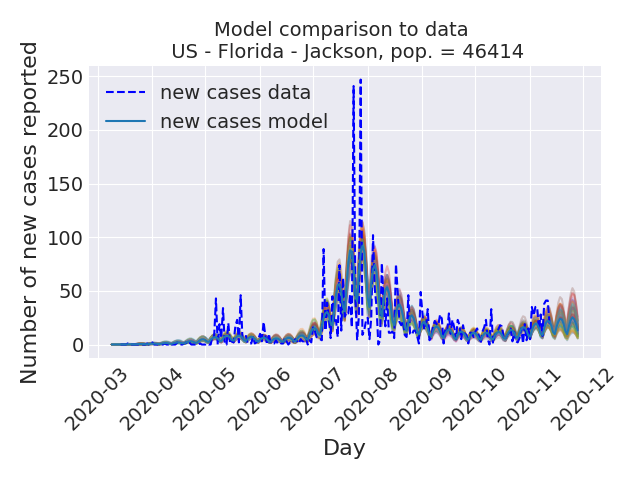 Model comparison to data
US - Florida - Jackson, pop. = 46414
Number of new cases reported
250
200
150
100
50
0
new cases data
new cases model
2020-03
2020-04
2020-05
2020-06
2020-07
2020-08
2020-09
2020-10
2020-11
2020-12
Day